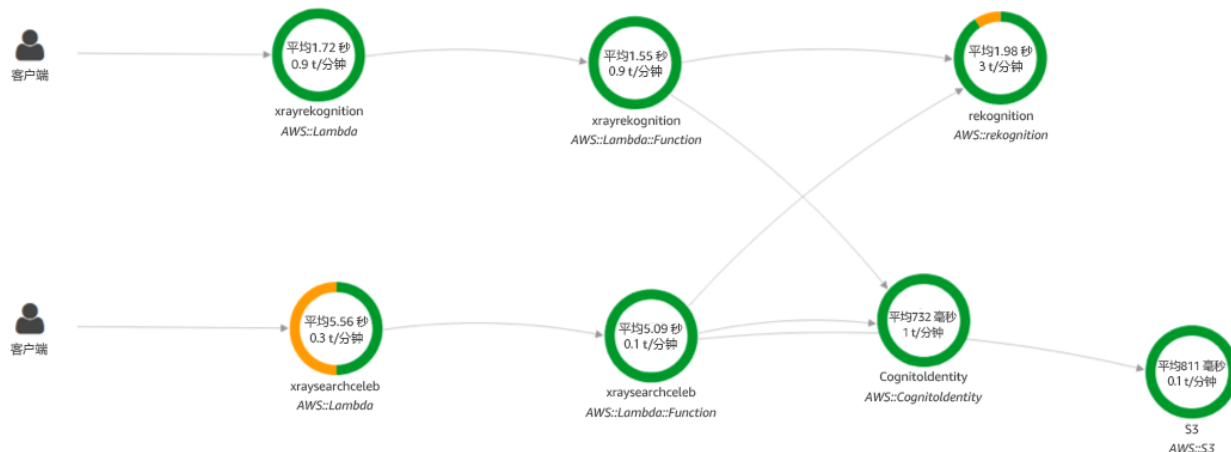 客户端
平均1.72 秒
0.9 t/分钟
xrayrekognition
AWS::Lambda
平均1.55 秒
0.9 t/分钟
xrayrekognition
AWS::Lambda::Function
平均1.98 秒
3 t/分钟
rekognition
AWS::rekognition
客户端
平均5.56 秒
0.3 t/分钟
xraysearchceleb
AWS::Lambda
平均5.09 秒
0.1 t/分钟
xraysearchceleb
AWS::Lambda::Function
平均732 毫秒
1 t/分钟
CognitoIdentity
AWS::CognitoIdentity
平均811 毫秒
0.1 t/分钟
S3
AWS::S3